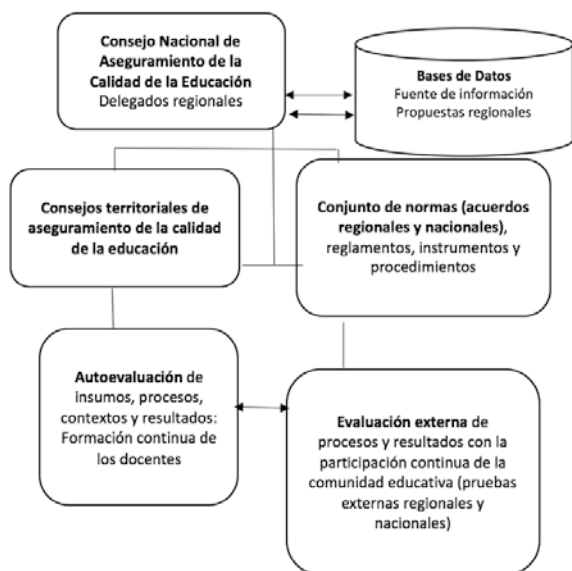 Consejo Nacional de
Aseguramiento de la
Calidad de la Educación
Delegados regionales
Bases de Datos
Fuente de información
Propuestas regionales
Consejos territoriales de
aseguramiento de la calidad
de la educación
Conjunto de normas (acuerdos
regionales y nacionales),
reglamentos, instrumentos y
procedimientos
Autoevaluación de
insumos, procesos,
contextos y resultados:
Formación continua de
los docentes
Evaluación externa de
procesos y resultados con la
participación continua de la
comunidad educativa (pruebas
externas regionales y
nacionales)